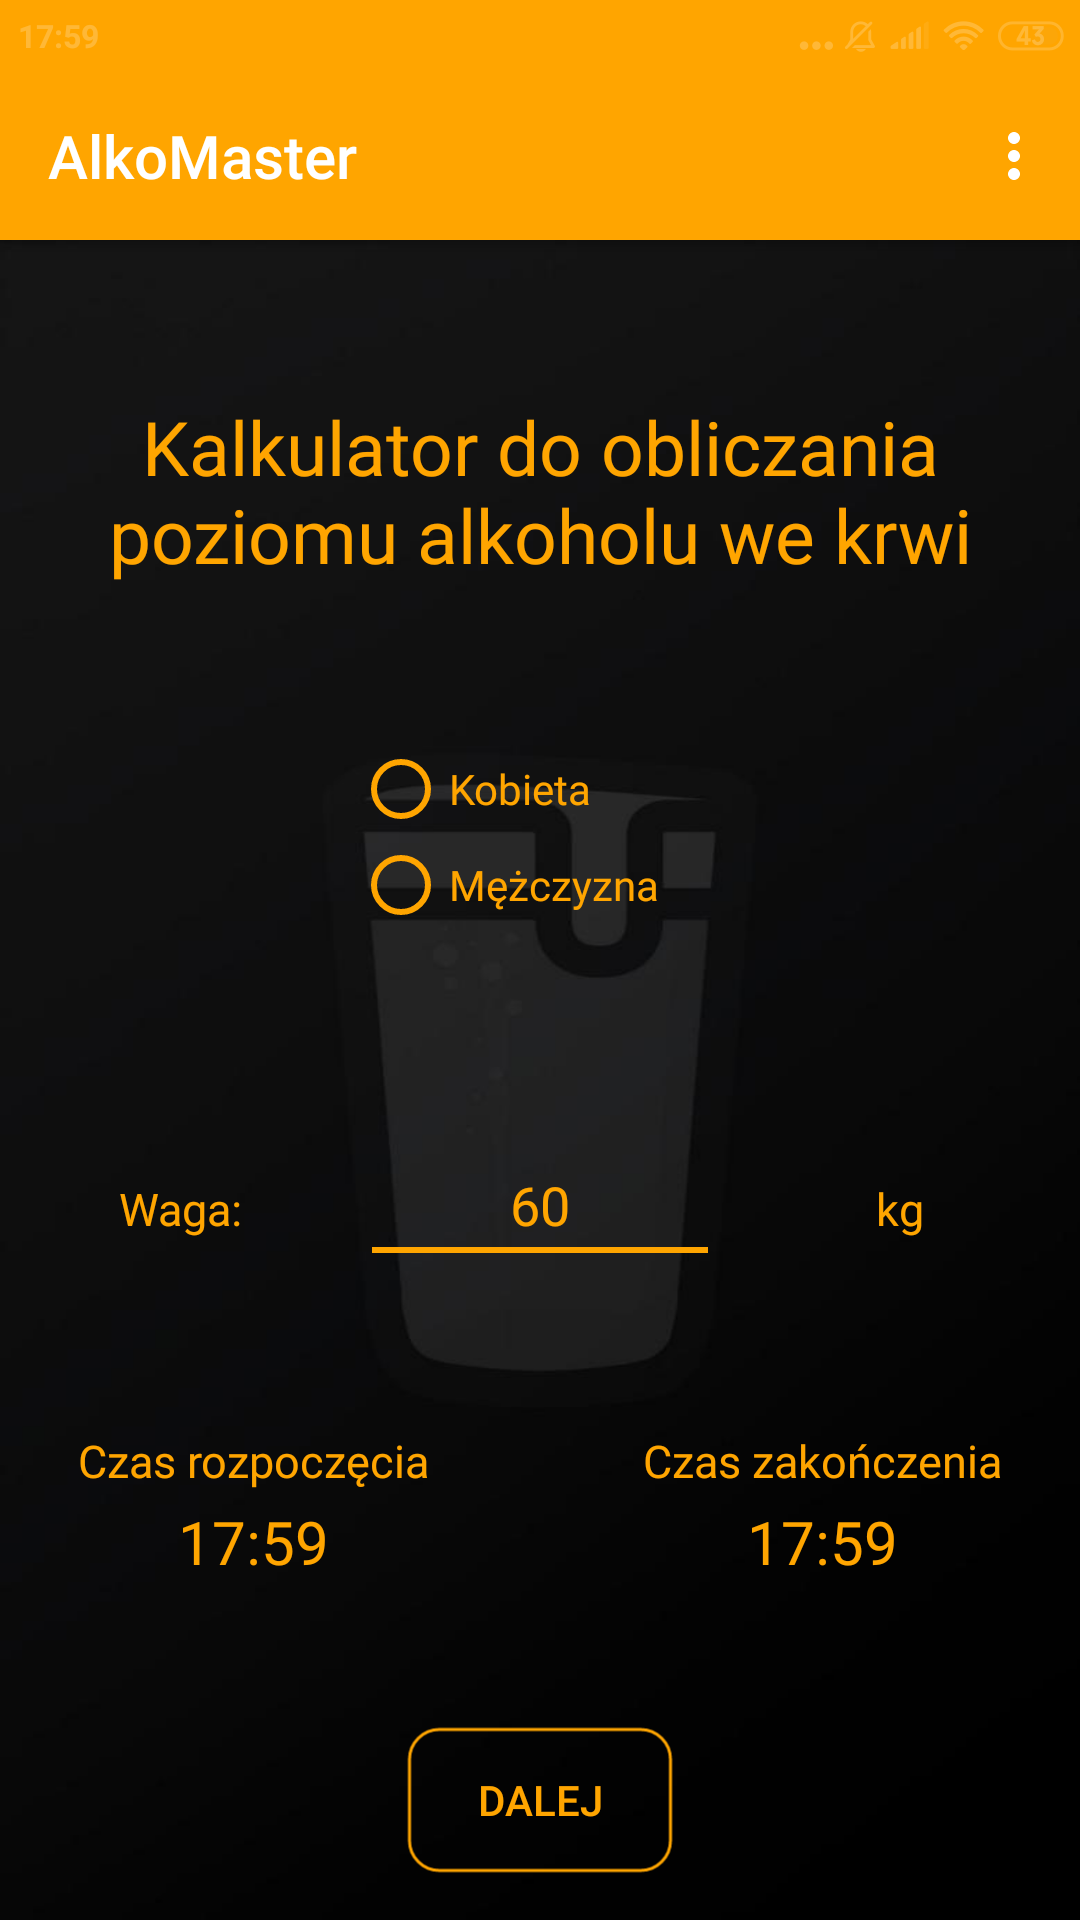 17:59
43
AlkoMaster
Kalkulator do obliczania
poziomu alkoholu we krwi
Kobieta
Mężczyzna
Waga: 60 kg
Czas rozpoczęcia Czas zakończenia
17:59 17:59
DALEJ